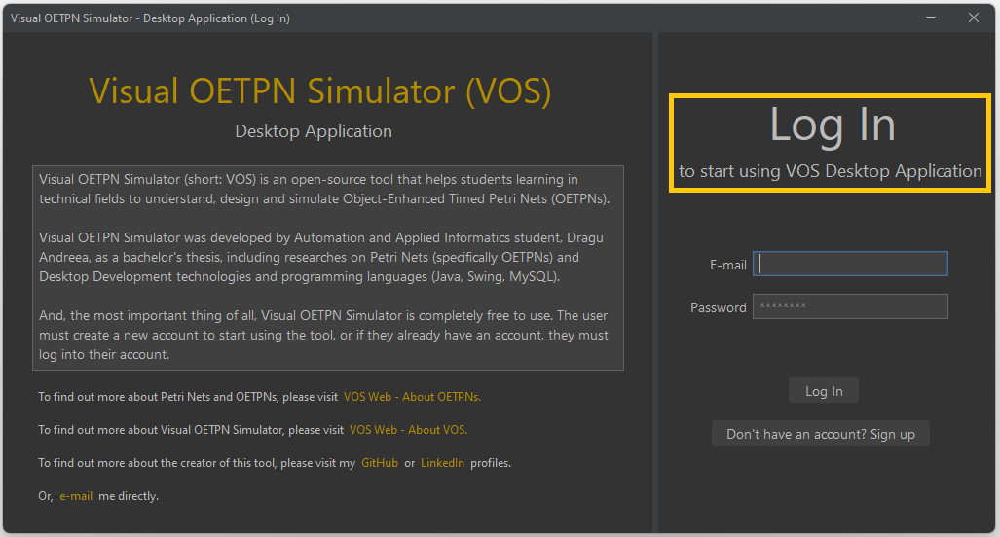 Visual OETPN Simulator - Desktop Application (Log In)
Visual OETPN Simulator (VOS)
Desktop Application
Visual OETPN Simulator (short: VOS) is an open-source tool that helps students learning in
technical fields to understand, design and simulate Object-Enhanced Timed Petri Nets (OETPNs).
Visual OETPN Simulator was developed by Automation and Applied Informatics student, Dragu
Andreea, as a bachelor's thesis, including researches on Petri Nets (specifically OETPNs) and
Desktop Development technologies and programming languages (Java, Swing, MySQL).
And, the most important thing of all, Visual OETPN Simulator is completely free to use. The user
must create a new account to start using the tool, or if they already have an account, they must
log into their account.
To find out more about Petri Nets and OETPNs, please visit VOS Web - About OETPNs.
To find out more about Visual OETPN Simulator, please visit VOS Web - About VOS.
To find out more about the creator of this tool, please visit my GitHub or LinkedIn profiles.
Or, e-mail me directly.
Log In
to start using VOS Desktop Application
E-mail
Password ********
Log In
Don't have an account? Sign up